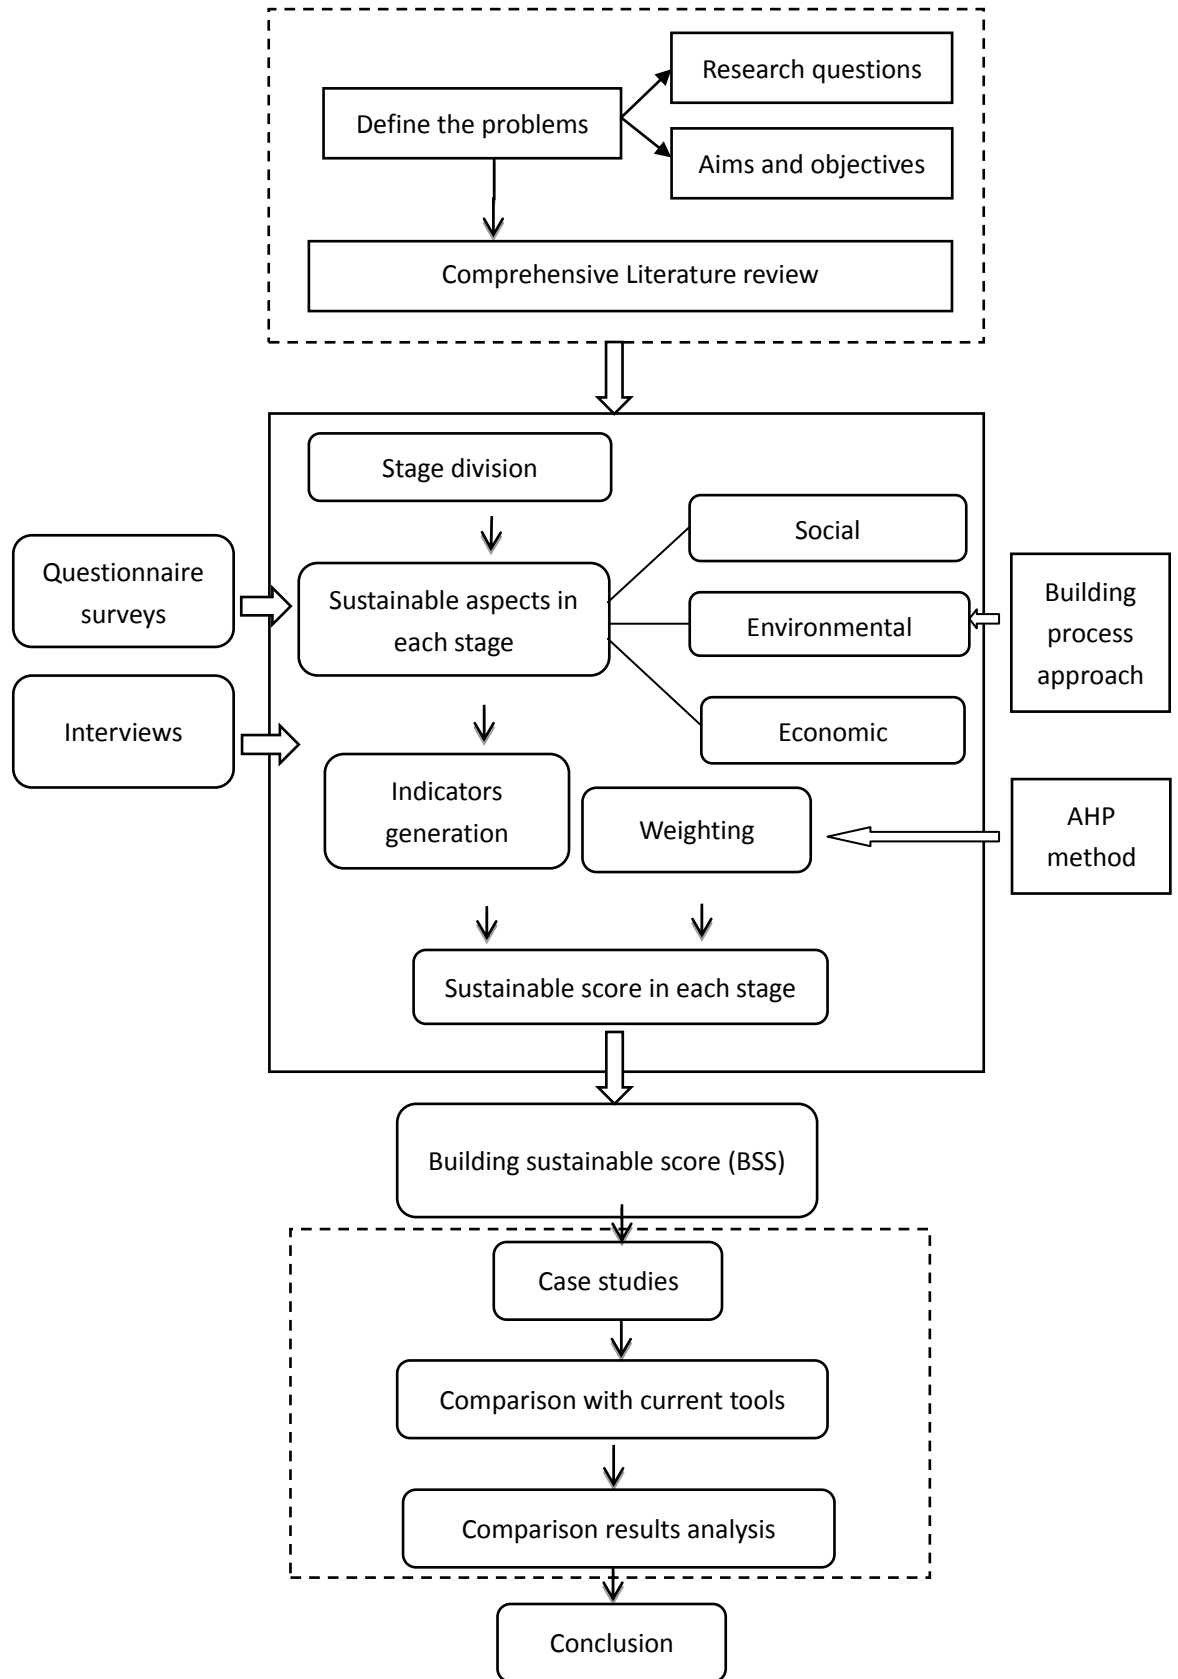 Research questions
Define the problems
Aims and objectives
Comprehensive Literature review
Stage division
Social
Questionnaire
surveys
Sustainable aspects in
each stage
Environmental
Building
process
approach
Interviews
Economic
Indicators
generation
Weighting
AHP
method
Sustainable score in each stage
Building sustainable score (BSS)
Case studies
Comparison with current tools
Comparison results analysis
Conclusion